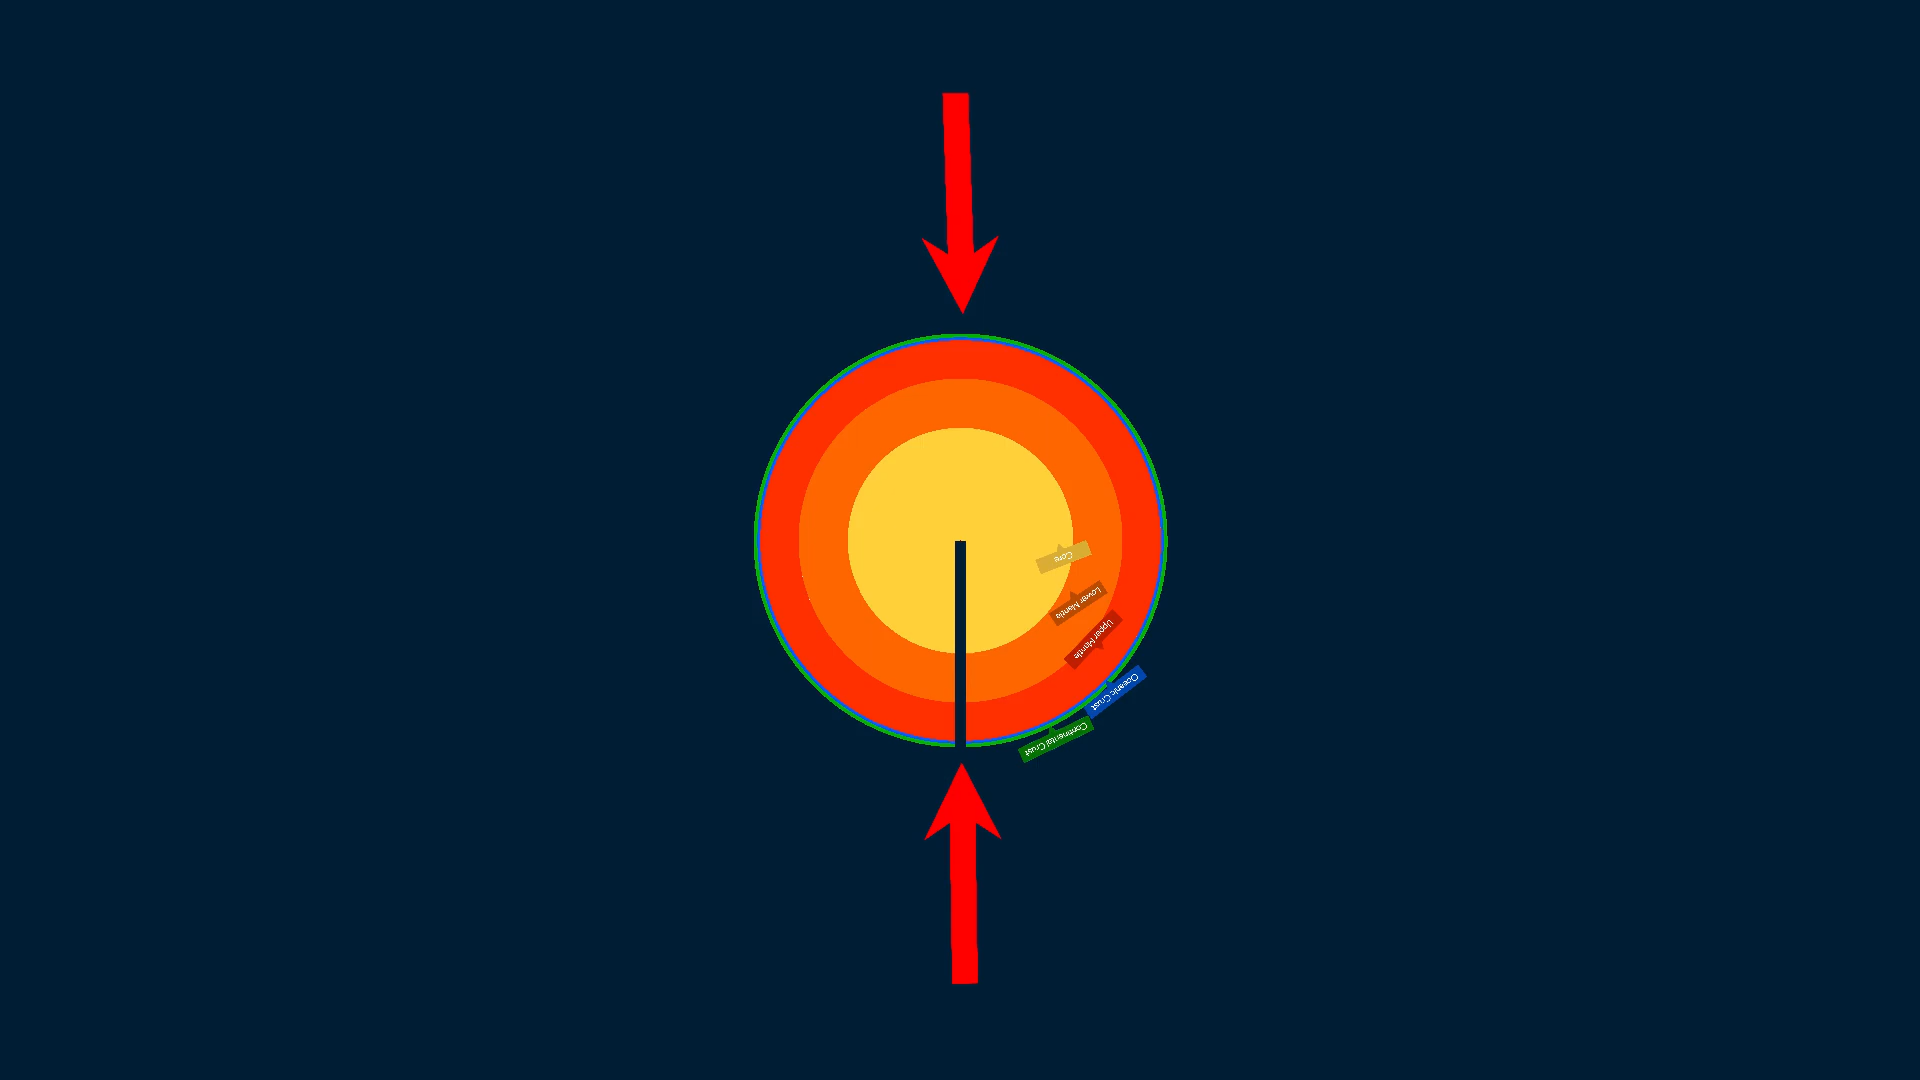 Core
Lower Mantle
Upper Mantle
Oceanic Crust
Continental Crust